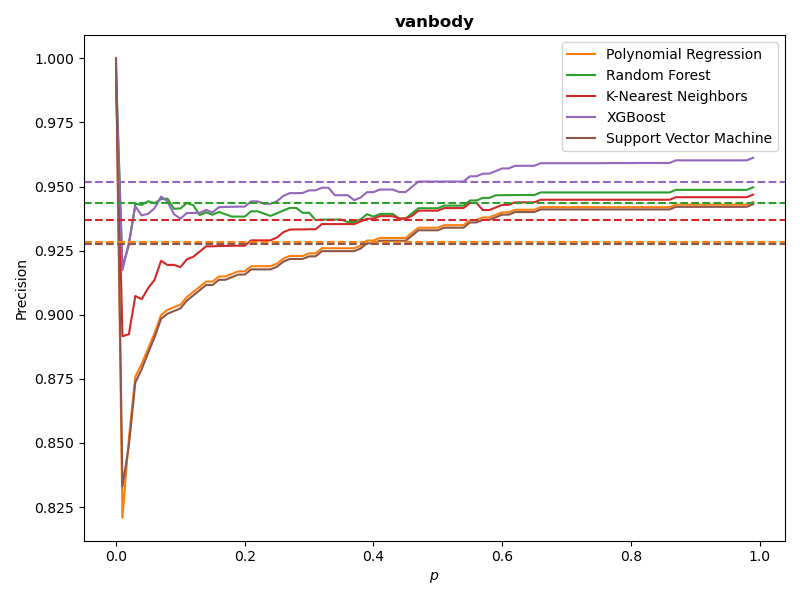 vanbody
Polynomial Regression
Random Forest
K-Nearest Neighbors
XGBoost
Support Vector Machine
Precision
1.000
0.975
0.950
0.925
0.900
0.875
0.850
0.825
0.0 0.2 0.4 0.6 0.8 1.0
p